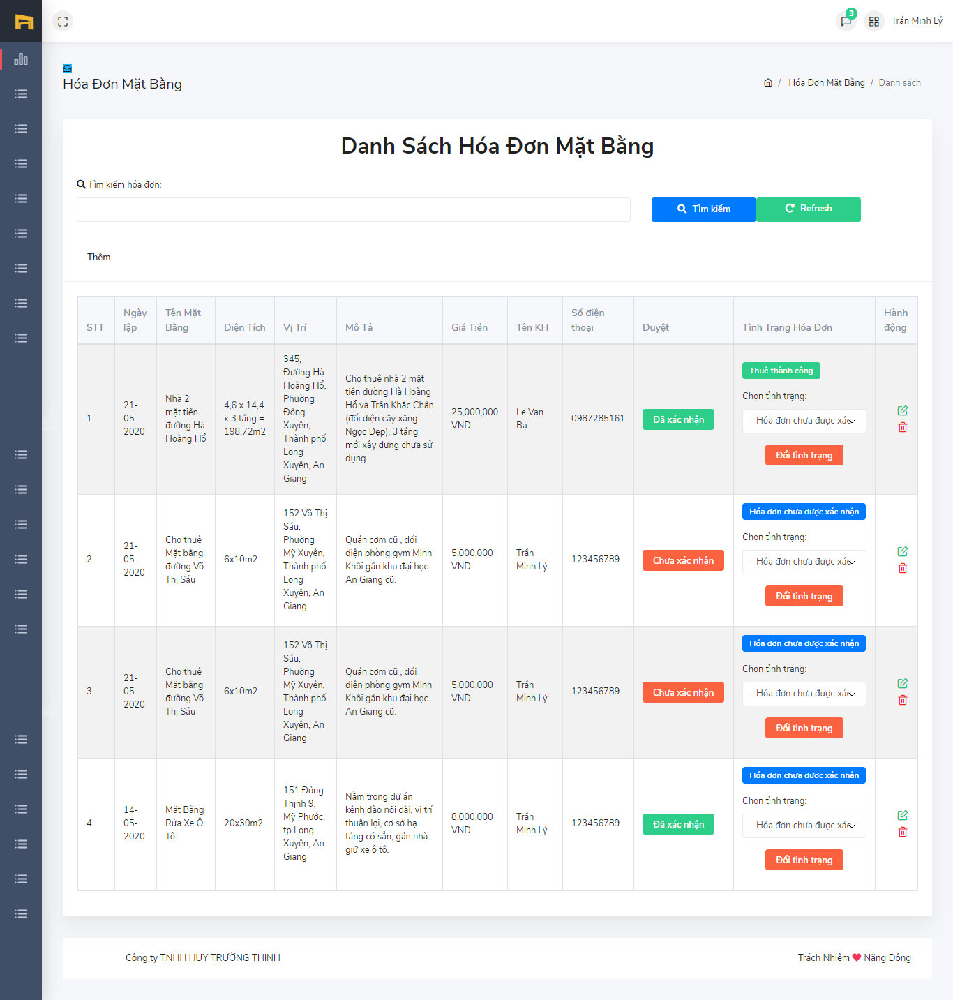 3
Trần Minh Lý
Hóa Đơn Mặt Bằng
/ Hóa Đơn Mặt Bằng / Danh sách
Danh Sách Hóa Đơn Mặt Bằng
Tìm kiếm hóa đơn:
Tìm kiếm
Refresh
Thêm
STT
Ngày
lập
Tên Mặt
Bằng
Diện Tích
Vị Trí
Mô Tả
Giá Tiền
Tên KH
Số điện
thoại
Duyệt
Tình Trạng Hóa Đơn
Hành
động
1
21-
05-
2020
Nhà 2
mặt tiền
đường Hà
Hoàng Hổ
4,6 x 14,4
x 3 tầng =
198,72m2
345,
Đường Hà
Hoàng Hổ,
Phường
Đông
Xuyên,
Thành phố
Long
Xuyên, An
Giang
Cho thuê nhà 2 mặt
tiền đường Hà Hoàng
Hổ và Trần Khắc Chân
(đối diện cây xăng
Ngọc Đẹp), 3 tầng
mới xây dựng chưa sử
dụng.
25,000,000
VND
Le Van
Ba
0987285161
Đã xác nhận
Thuê thành công
Chọn tình trạng:
- Hóa đơn chưa được xác
Đổi tình trạng
2
21-
05-
2020
Cho thuê
Mặt bằng
đường Võ
Thị Sáu
6x10m2
152 Võ Thị
Sáu,
Phường
Mỹ Xuyên,
Thành phố
Long
Xuyên, An
Giang
Quán cơm cũ , đối
diện phòng gym Minh
Khôi gần khu đại học
An Giang cũ.
5,000,000
VND
Trần
Minh Lý
123456789
Chưa xác nhận
Hóa đơn chưa được xác nhận
Chọn tình trạng:
- Hóa đơn chưa được xác
Đổi tình trạng
3
21-
05-
2020
Cho thuê
Mặt bằng
đường Võ
Thị Sáu
6x10m2
152 Võ Thị
Sáu,
Phường
Mỹ Xuyên,
Thành phố
Long
Xuyên, An
Giang
Quán cơm cũ , đối
diện phòng gym Minh
Khôi gần khu đại học
An Giang cũ.
5,000,000
VND
Trần
Minh Lý
123456789
Chưa xác nhận
Hóa đơn chưa được xác nhận
Chọn tình trạng:
- Hóa đơn chưa được xác
Đổi tình trạng
4
14-
05-
2020
Mặt Bằng
Rửa Xe Ô
Tô
20x30m2
151 Đông
Thịnh 9,
Mỹ Phước,
tp Long
Xuyên, An
Giang
Nằm trong dự án
kênh đào nối dài, vị trí
thuận lợi, cơ sở hạ
tầng có sẳn, gần nhà
giữ xe ô tô.
8,000,000
VND
Trần
Minh Lý
123456789
Đã xác nhận
Hóa đơn chưa được xác nhận
Chọn tình trạng:
- Hóa đơn chưa được xác
Đổi tình trạng
Công ty TNHH HUY TRƯỜNG THỊNH
Trách Nhiệm ❤ Năng Động